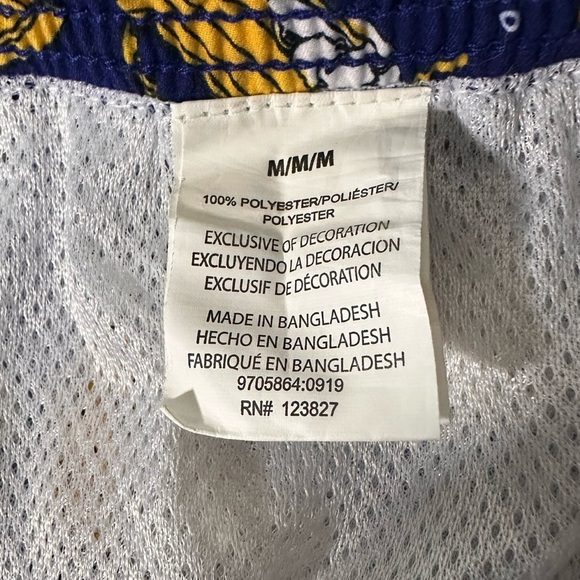 M/M/M
100% POLYESTER/POLIÉSTER/
POLYESTER
EXCLUSIVE OF DECORATION
EXCLUYENDO LA DECORACION
EXCLUSIF DE DÉCORATION
MADE IN BANGLADESH
HECHO EN BANGLADESH
FABRIQUÉ EN BANGLADESH
9705864:0919
RN# 123827